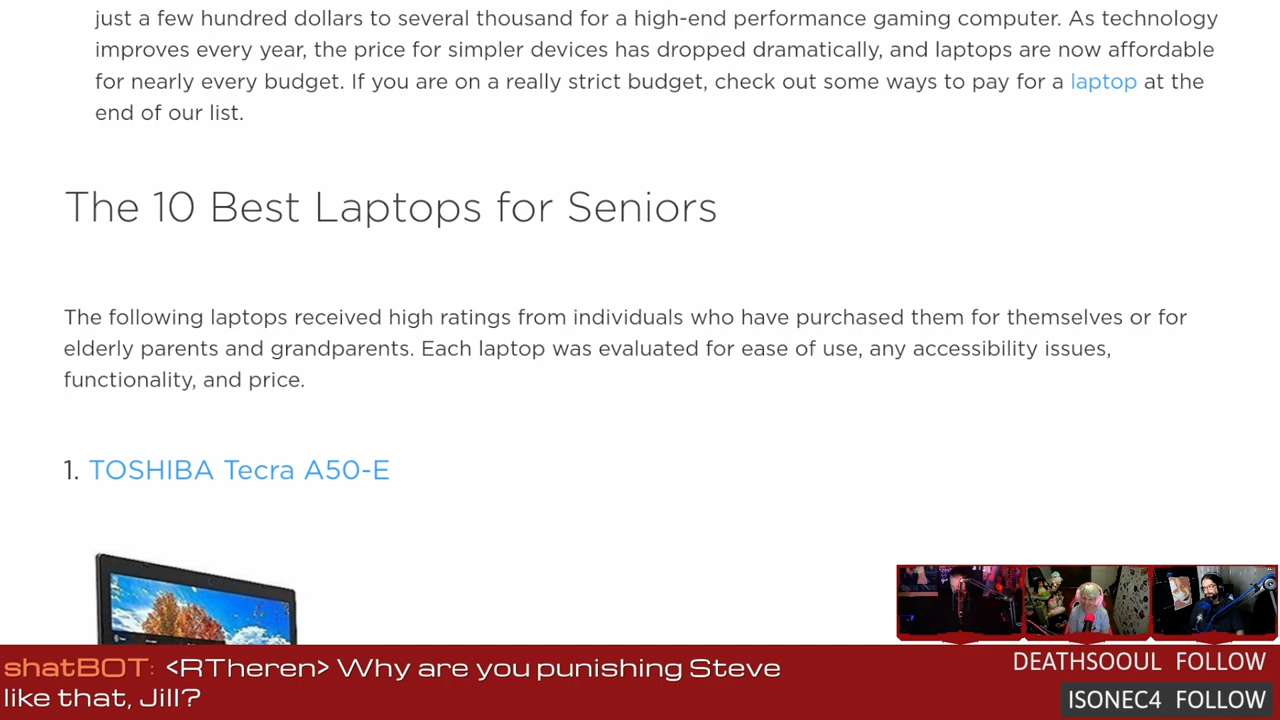 just a few hundred dollars to several thousand for a high-end performance gaming computer. As technology
improves every year, the price for simpler devices has dropped dramatically, and laptops are now affordable
for nearly every budget. If you are on a really strict budget, check out some ways to pay for a laptop at the
end of our list.
The 10 Best Laptops for Seniors
The following laptops received high ratings from individuals who have purchased them for themselves or for
elderly parents and grandparents. Each laptop was evaluated for ease of use, any accessibility issues,
functionality, and price.
1. TOSHIBA Tecra A50-E
shatBOT: <RTheren> Why are you punishing Steve
like that, Jill?
DEATHSOOUL FOLLOW
ISONEC4 FOLLOW